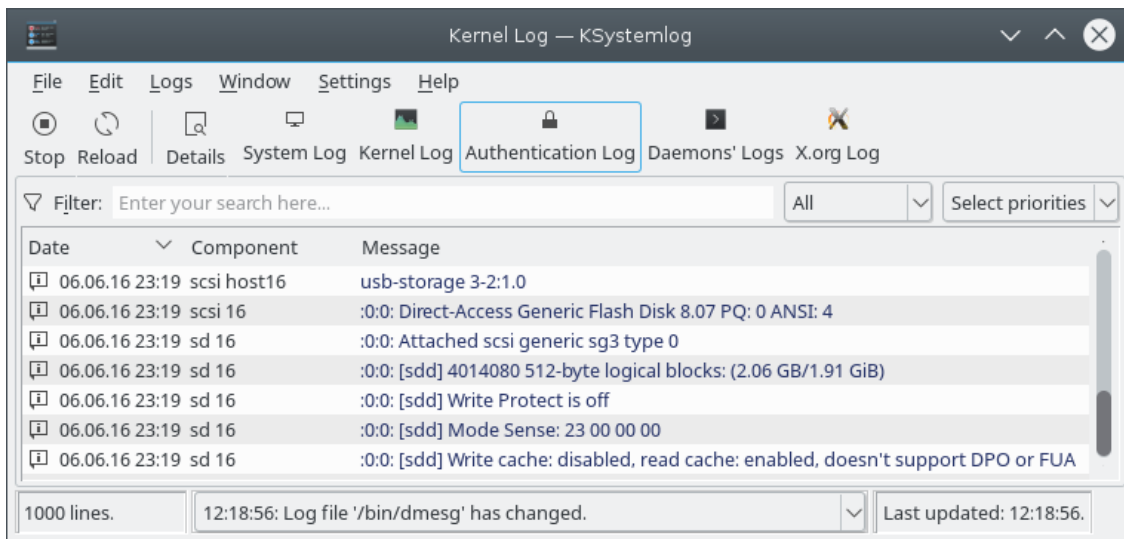 Kernel Log — KSystemlog
File Edit Logs Window Settings Help
Stop Reload Details System Log Kernel Log Authentication Log Daemons' Logs X.org Log
Filter: Enter your search here... All Select priorities
Date Component Message
06.06.16 23:19 scsi host16 usb-storage 3-2:1.0
06.06.16 23:19 scsi 16 :0:0: Direct-Access Generic Flash Disk 8.07 PQ: 0 ANSI: 4
06.06.16 23:19 sd 16 :0:0: Attached scsi generic sg3 type 0
06.06.16 23:19 sd 16 :0:0: [sdd] 4014080 512-byte logical blocks: (2.06 GB/1.91 GiB)
06.06.16 23:19 sd 16 :0:0: [sdd] Write Protect is off
06.06.16 23:19 sd 16 :0:0: [sdd] Mode Sense: 23 00 00 00
06.06.16 23:19 sd 16 :0:0: [sdd] Write cache: disabled, read cache: enabled, doesn't support DPO or FUA
1000 lines. 12:18:56: Log file '/bin/dmesg' has changed. Last updated: 12:18:56.